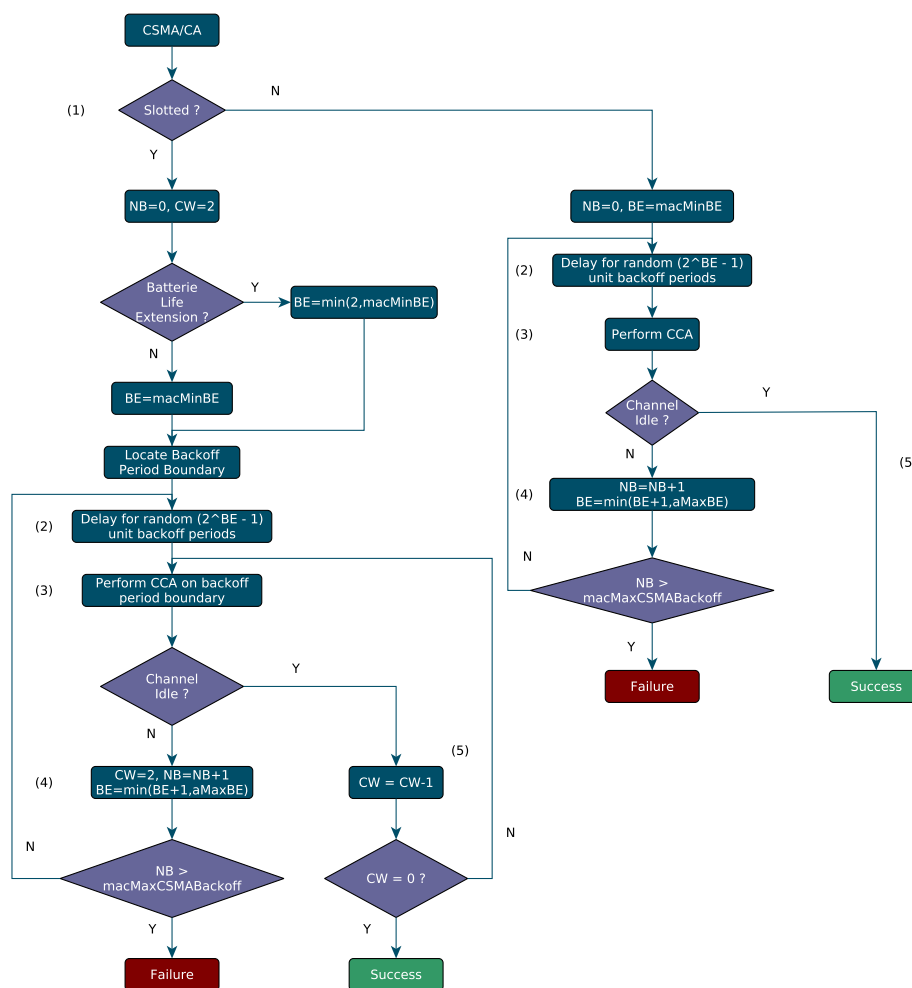 CSMA/CA
N
(1)
Slotted ?
Y
NB=0, CW=2
NB=0, BE=macMinBE
(2)
Delay for random (2^BE - 1)
unit backoff periods
Batterie
Life
Extension ?
Y
BE=min(2,macMinBE)
(3)
Perform CCA
N
BE=macMinBE
Channel
Idle ?
Y
N
Locate Backoff
Period Boundary
(5
(4)
NB=NB+1
BE=min(BE+1,aMaxBE)
(2)
Delay for random (2^BE - 1)
unit backoff periods
N
(3)
Perform CCA on backoff
period boundary
NB >
macMaxCSMABackoff
Y
Channel
Idle ?
Y
Failure
Success
N
(5)
(4)
CW=2, NB=NB+1
BE=min(BE+1,aMaxBE)
CW = CW-1
N
N
NB >
macMaxCSMABackoff
CW = 0 ?
Y
Y
Failure
Success